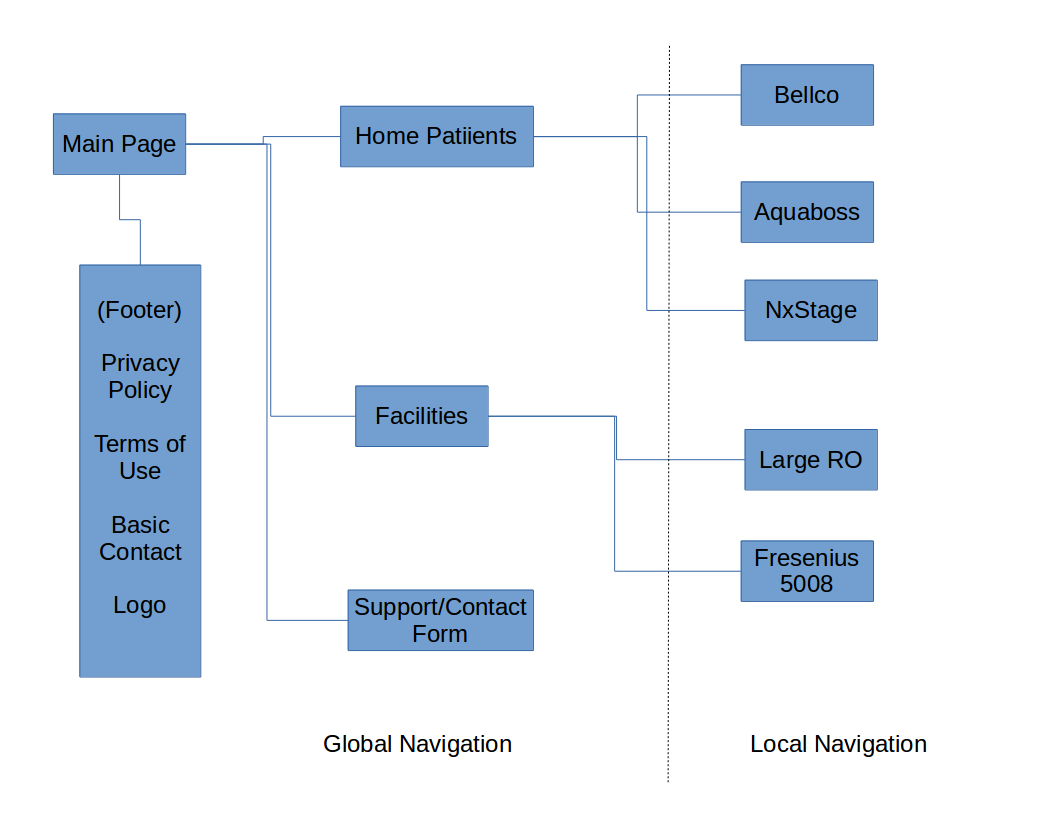 Main Page
(Footer)
Privacy
Policy
Terms of
Use
Basic
Contact
Logo
Home Patiients
Facilities
Support/Contact
Form
Bellco
Aquaboss
NxStage
Large RO
Fresenius
5008
Global Navigation
Local Navigation